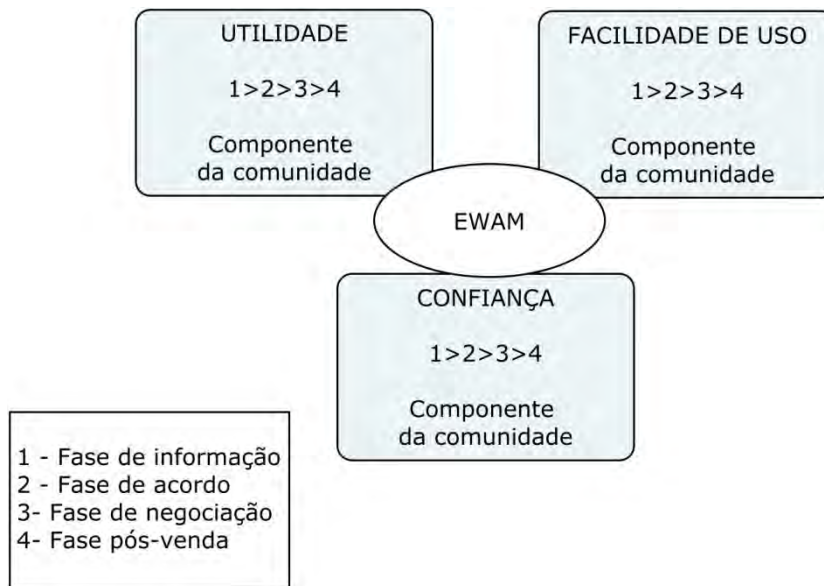 UTILIDADE
1>2>3>4
Componente
da comunidade
FACILIDADE DE USO
1>2>3>4
Componente
da comunidade
EWAM
CONFIANÇA
1>2>3>4
Componente
da comunidade
1 - Fase de informação
2 - Fase de acordo
3- Fase de negociação
4- Fase pós-venda